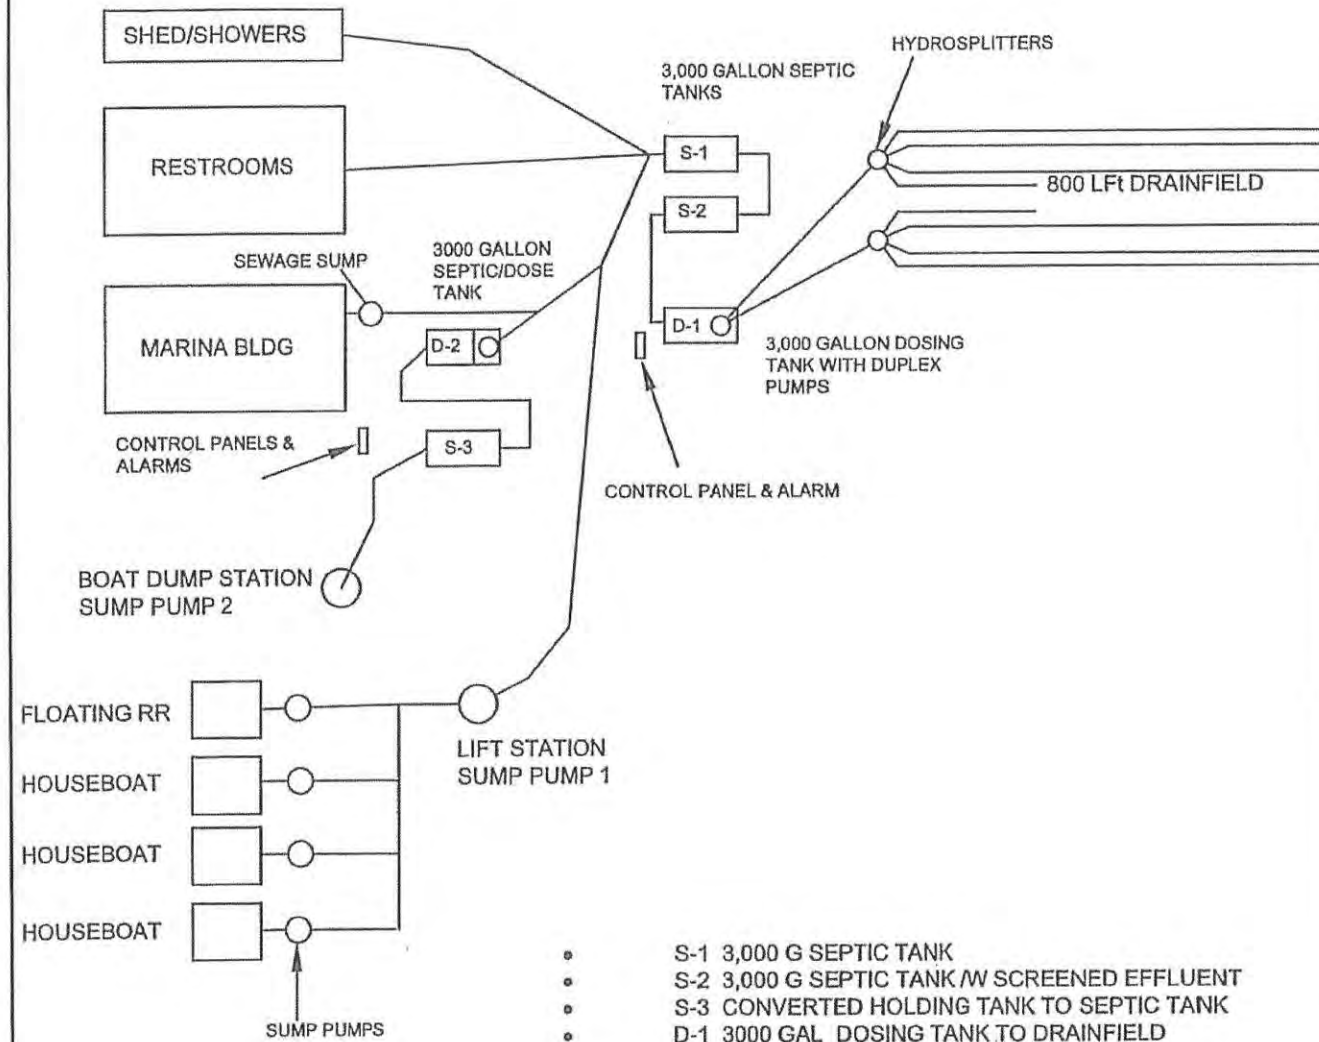 SHED/SHOWERS
HYDROSPLITTERS
3,000 GALLON SEPTIC
TANKS
S-1
RESTROOMS
800 LFt DRAINFIELD
S-2
3000 GALLON
SEPTIC/DOSE
TANK
SEWAGE SUMP
D-1
MARINA BLDG
D-2
3,000 GALLON DOSING
TANK WITH DUPLEX
PUMPS
CONTROL PANELS &
ALARMS
S-3
CONTROL PANEL & ALARM
BOAT DUMP STATION
SUMP PUMP 2
FLOATING RR
LIFT STATION
SUMP PUMP 1
HOUSEBOAT
HOUSEBOAT
HOUSEBOAT
SUMP PUMPS
S-1 3,000 G SEPTIC TANK
S-2 3,000 G SEPTIC TANK /W SCREENED EFFLUENT
S-3 CONVERTED HOLDING TANK TO SEPTIC TANK
D-1 3000 GAL DOSING TANK TO DRAINFIELD